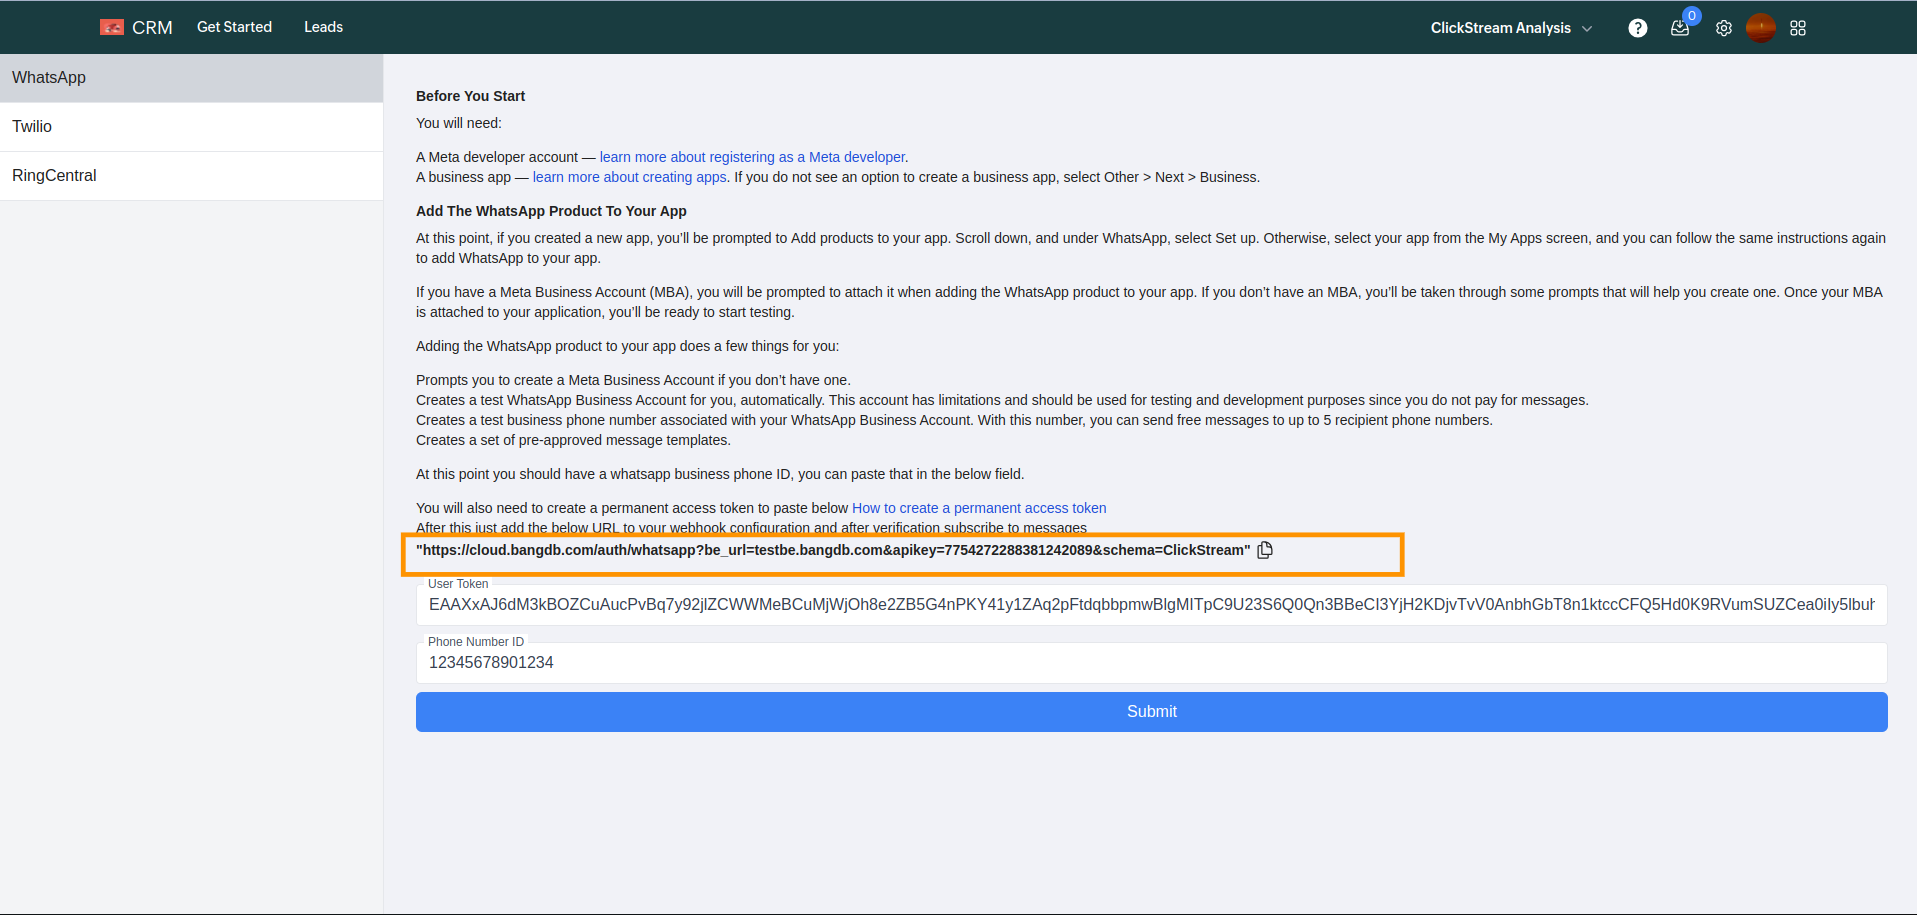 CRM
Get Started
Leads
ClickStream Analysis
?
0
WhatsApp
Twilio
RingCentral
Before You Start
You will need:
A Meta developer account — learn more about registering as a Meta developer.
A business app — learn more about creating apps. If you do not see an option to create a business app, select Other > Next > Business.
Add The WhatsApp Product To Your App
At this point, if you created a new app, you’ll be prompted to Add products to your app. Scroll down, and under WhatsApp, select Set up. Otherwise, select your app from the My Apps screen, and you can follow the same instructions again
to add WhatsApp to your app.
If you have a Meta Business Account (MBA), you will be prompted to attach it when adding the WhatsApp product to your app. If you don’t have an MBA, you’ll be taken through some prompts that will help you create one. Once your MBA
is attached to your application, you’ll be ready to start testing.
Adding the WhatsApp product to your app does a few things for you:
Prompts you to create a Meta Business Account if you don’t have one.
Creates a test WhatsApp Business Account for you, automatically. This account has limitations and should be used for testing and development purposes since you do not pay for messages.
Creates a test business phone number associated with your WhatsApp Business Account. With this number, you can send free messages to up to 5 recipient phone numbers.
Creates a set of pre-approved message templates.
At this point you should have a whatsapp business phone ID, you can paste that in the below field.
You will also need to create a permanent access token to paste below How to create a permanent access token
After this just add the below URL to your webhook configuration and after verification subscribe to messages
"https://cloud.bangdb.com/auth/whatsapp?be_url=testbe.bangdb.com&apikey=7754272288381242089&schema=ClickStream"
User Token
Phone Number ID
12345678901234
Submit